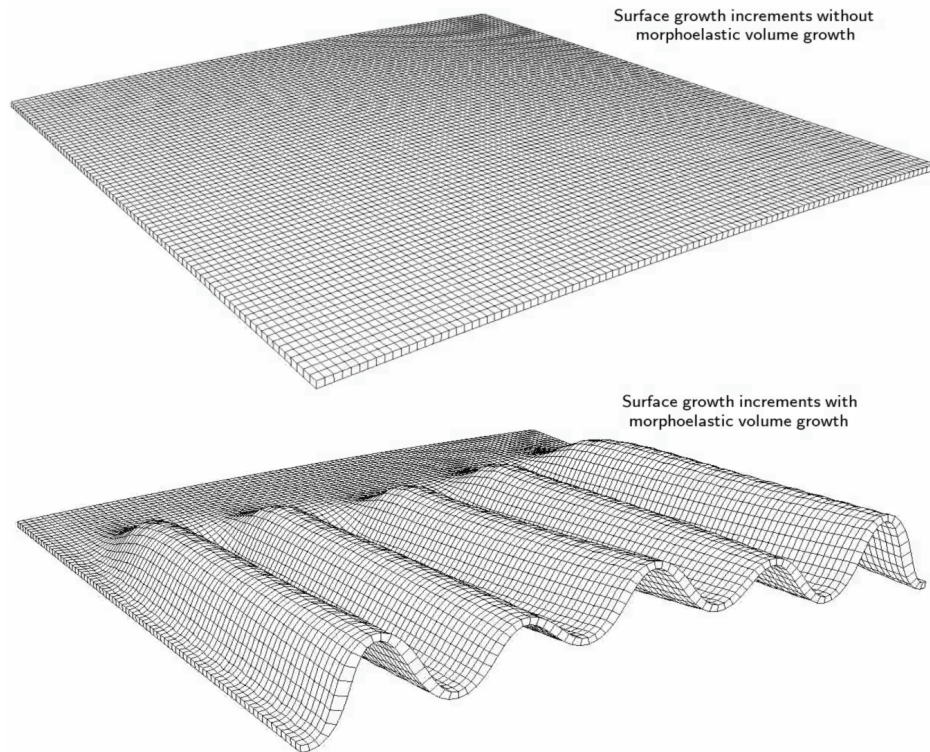 Surface growth increments without
morphoelastic volume growth
Surface growth increments with
morphoelastic volume growth